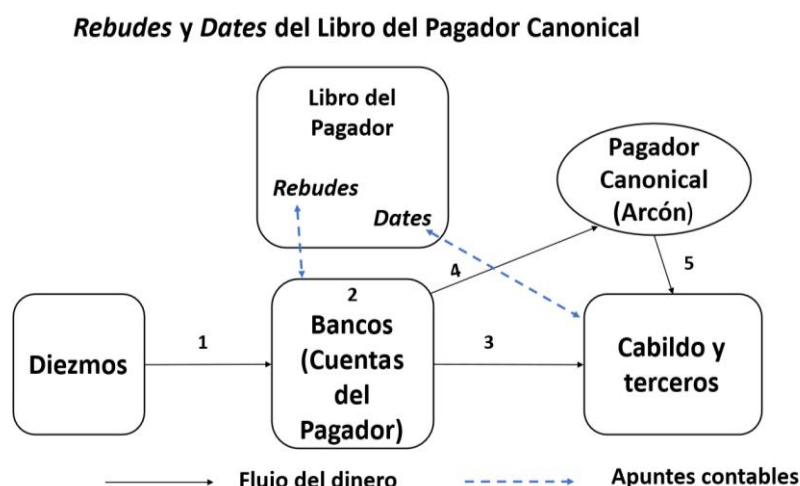 Rebudes y Dates del Libro del Pagador Canonical
Libro del
Pagador
Rebudes
Dates
Pagador
Canonical
(Arcón)
4
5
Diezmos
1
2
Bancos
(Cuentas
del
Pagador)
3
Cabildo y
terceros
Flujo del dinero
Apuntes contables